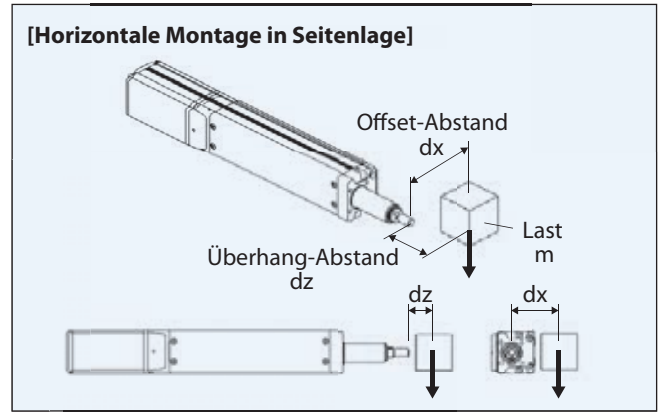 [Horizontale Montage in Seitenlage]
Offset-Abstand
dx
Last
m
Überhang-Abstand
dz
dz
dx